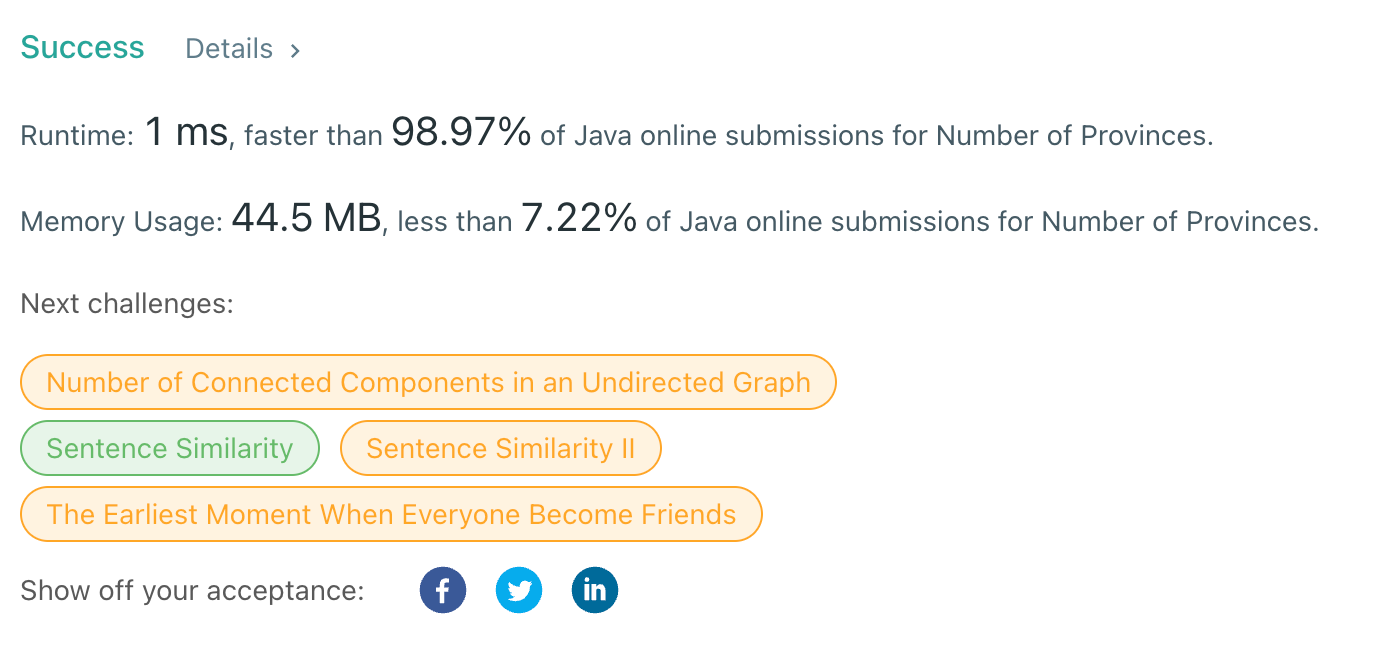 Success Details >
Runtime: 1 ms, faster than 98.97% of Java online submissions for Number of Provinces.
Memory Usage: 44.5 MB, less than 7.22% of Java online submissions for Number of Provinces.
Next challenges:
Number of Connected Components in an Undirected Graph
Sentence Similarity Sentence Similarity II
The Earliest Moment When Everyone Become Friends
Show off your acceptance: f in